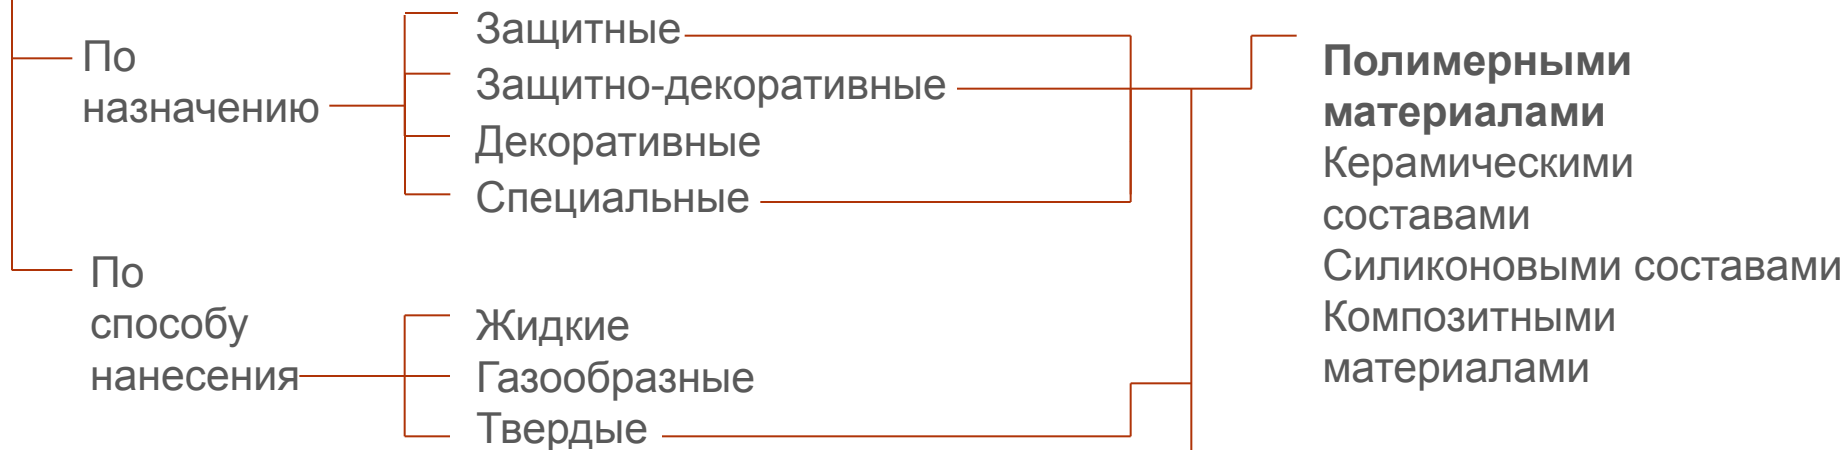 По
назначению
Защитные
Защитно-декоративные
Декоративные
Специальные
По
способу
нанесения
Жидкие
Газообразные
Твердые
Полимерными
материалами
Керамическими
составами
Силиконовыми составами
Композитными
материалами